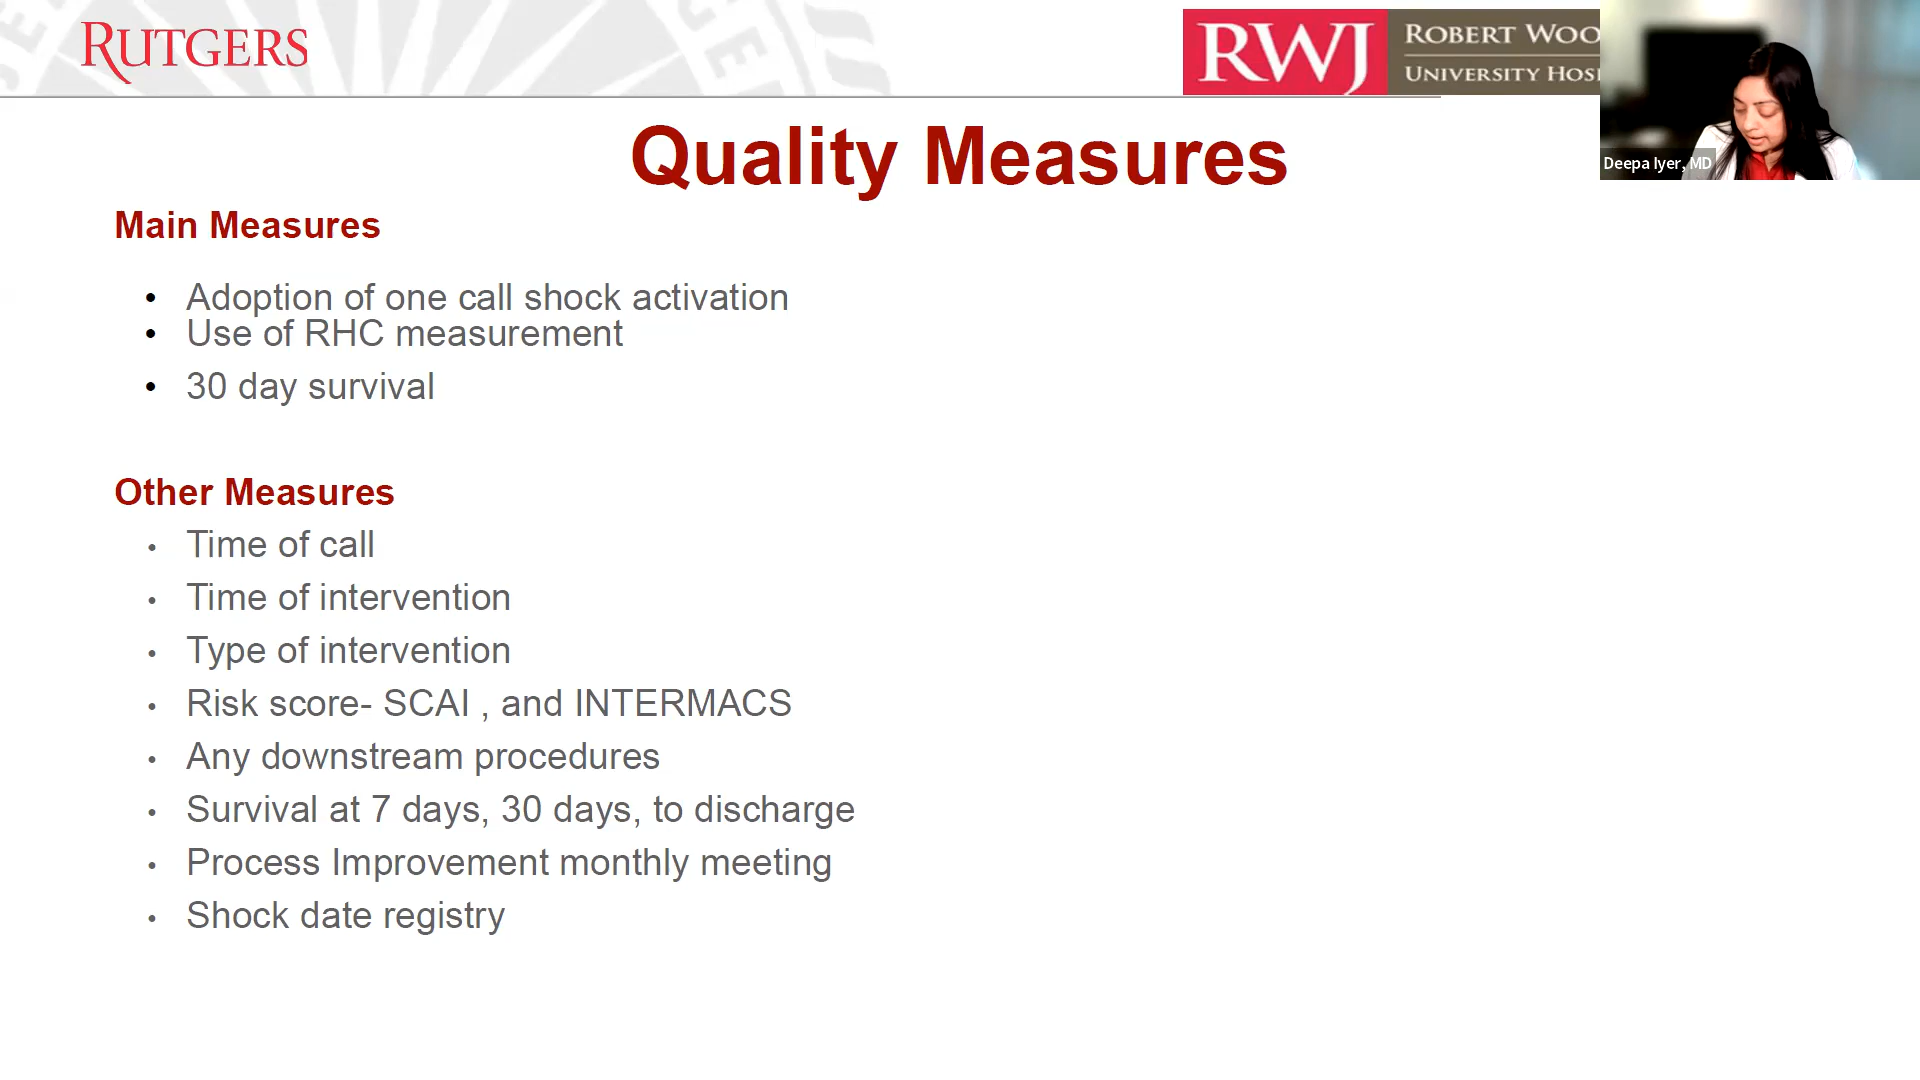 RUTGERS
RWJ
ROBERT WOO
UNIVERSITY HOSI
Deepa Iyer, MD
Quality Measures
Main Measures
• Adoption of one call shock activation
• Use of RHC measurement
• 30 day survival
Other Measures
• Time of call
• Time of intervention
• Type of intervention
• Risk score- SCAI , and INTERMACS
• Any downstream procedures
• Survival at 7 days, 30 days, to discharge
• Process Improvement monthly meeting
• Shock date registry